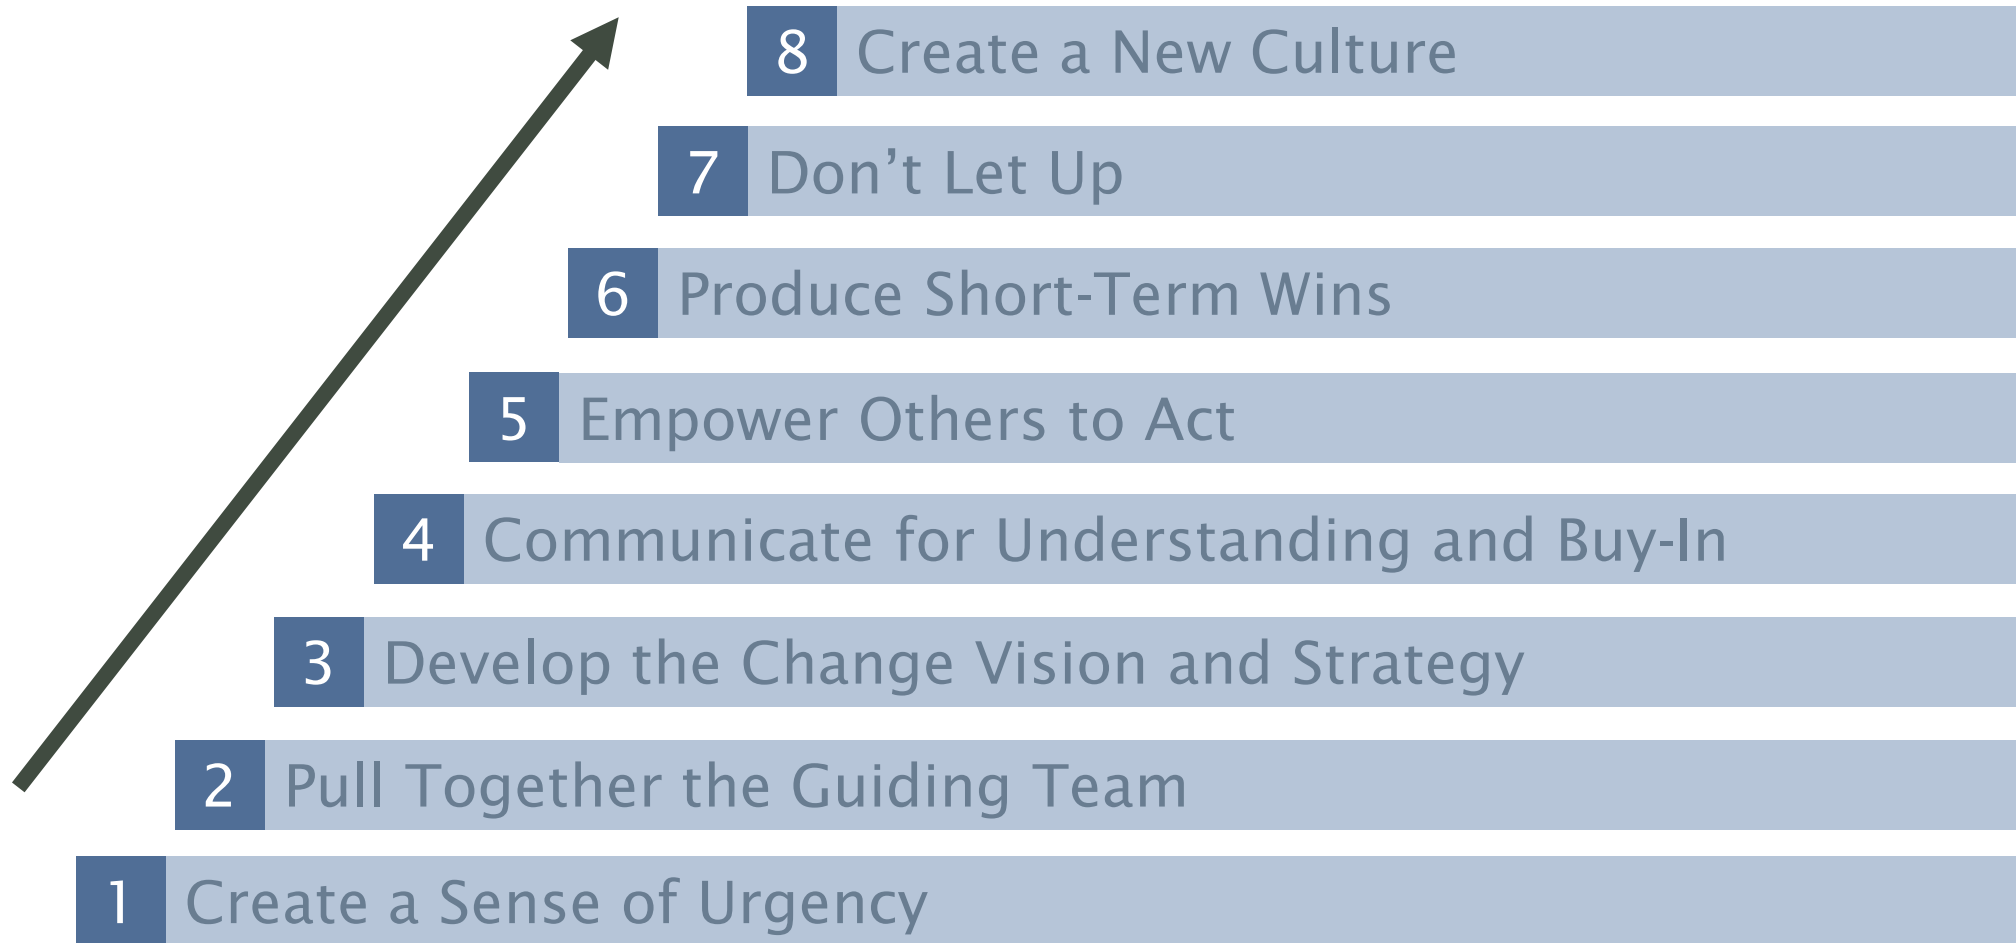 8 Create a New Culture
7 Don’t Let Up
6 Produce Short-Term Wins
5 Empower Others to Act
4 Communicate for Understanding and Buy-In
3 Develop the Change Vision and Strategy
2 Pull Together the Guiding Team
1 Create a Sense of Urgency